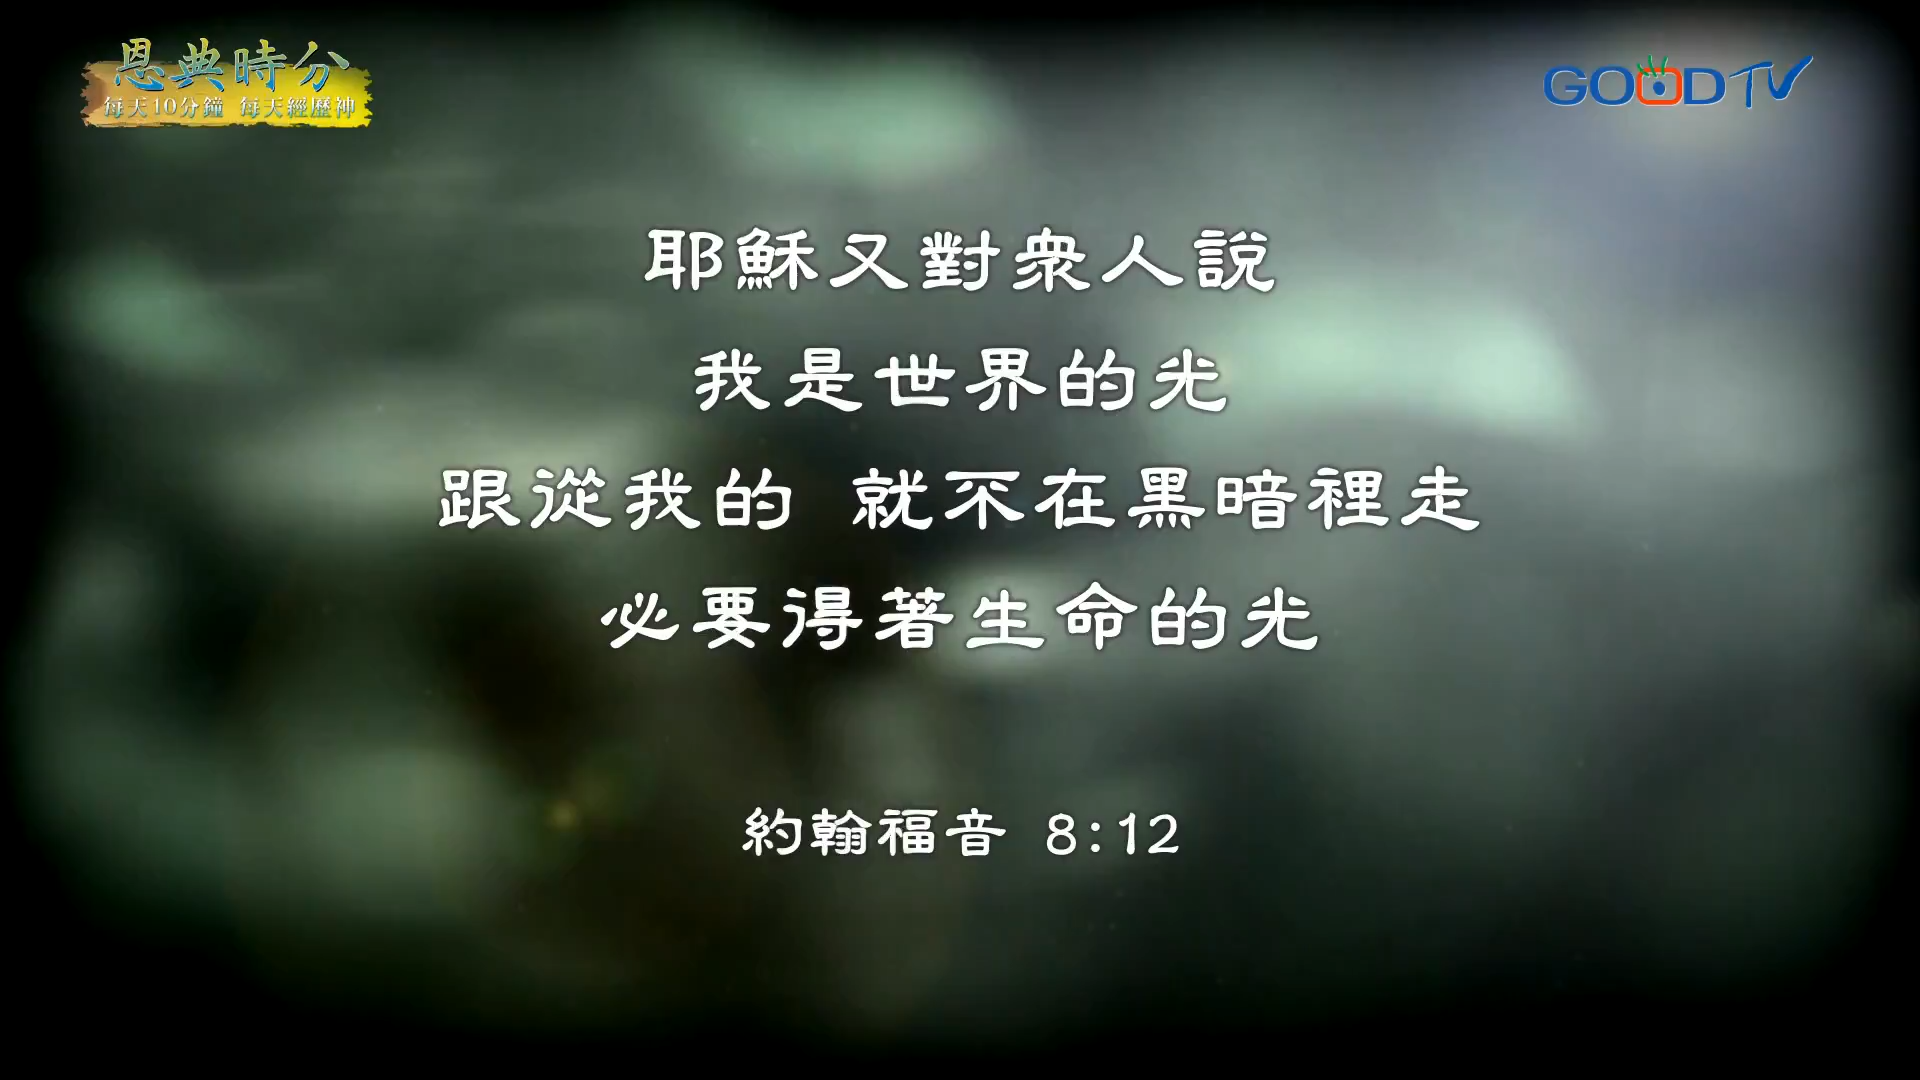 恩典時分
每天10分鐘 每天經歷神
GOODTV
耶穌又對衆人說
我是世界的光
跟從我的 就不在黑暗裡走
必要得著生命的光
約翰福音 8:12